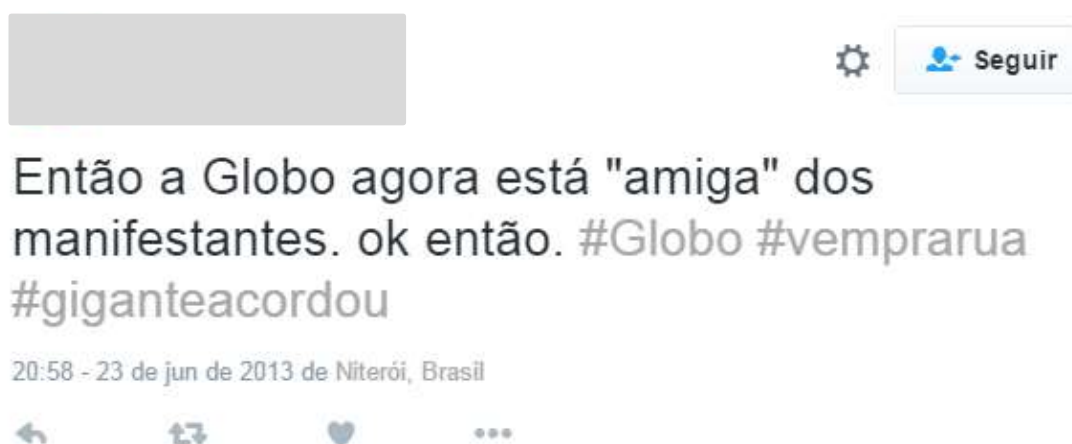 Seguir
Então a Globo agora está "amiga" dos
manifestantes. ok então. #Globo #vemprarua
#giganteacordou
20:58 - 23 de jun de 2013 de Niterói, Brasil